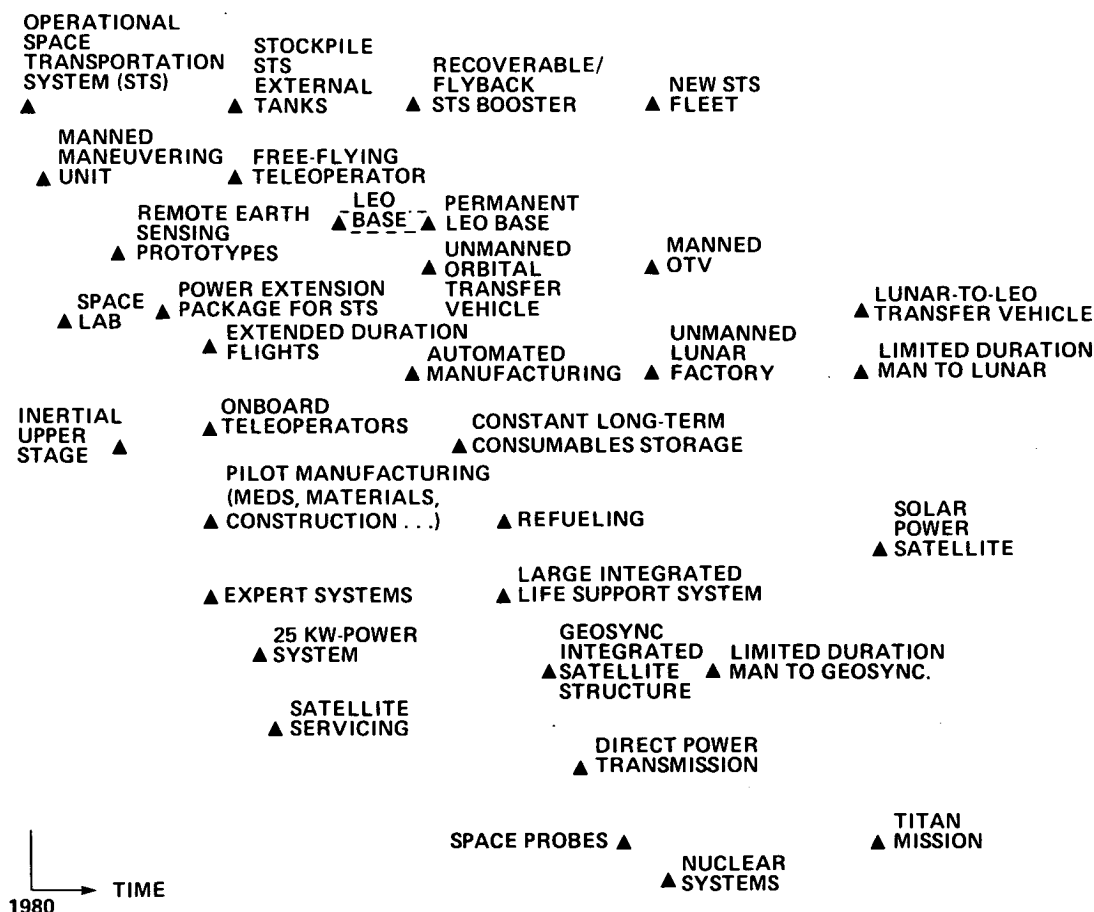 OPERATIONAL
SPACE
TRANSPORTATION
SYSTEM (STS)
STOCKPILE
STS
EXTERNAL
TANKS
RECOVERABLE/
FLYBACK
STS BOOSTER
NEW STS
FLEET
MANNED
MANEUVERING
UNIT
FREE-FLYING
TELEOPERATOR
REMOTE EARTH
SENSING
PROTOTYPES
LEO
BASE
PERMANENT
LEO BASE
UNMANNED
ORBITAL
TRANSFER
VEHICLE
MANNED
OTV
SPACE
LAB
POWER EXTENSION
PACKAGE FOR STS
LUNAR-TO-LEO
TRANSFER VEHICLE
EXTENDED DURATION
FLIGHTS
AUTOMATED
MANUFACTURING
UNMANNED
LUNAR
FACTORY
LIMITED DURATION
MAN TO LUNAR
INERTIAL
UPPER
STAGE
ONBOARD
TELEOPERATORS
CONSTANT LONG-TERM
CONSUMABLES STORAGE
PILOT MANUFACTURING
(MEDS, MATERIALS,
CONSTRUCTION . . .)
REFUELING
SOLAR
POWER
SATELLITE
EXPERT SYSTEMS
LARGE INTEGRATED
LIFE SUPPORT SYSTEM
25 KW-POWER
SYSTEM
GEOSYNC
INTEGRATED
SATELLITE
STRUCTURE
LIMITED DURATION
MAN TO GEOSYNC.
SATELLITE
SERVICING
DIRECT POWER
TRANSMISSION
SPACE PROBES
TITAN
MISSION
NUCLEAR
SYSTEMS
TIME
1980